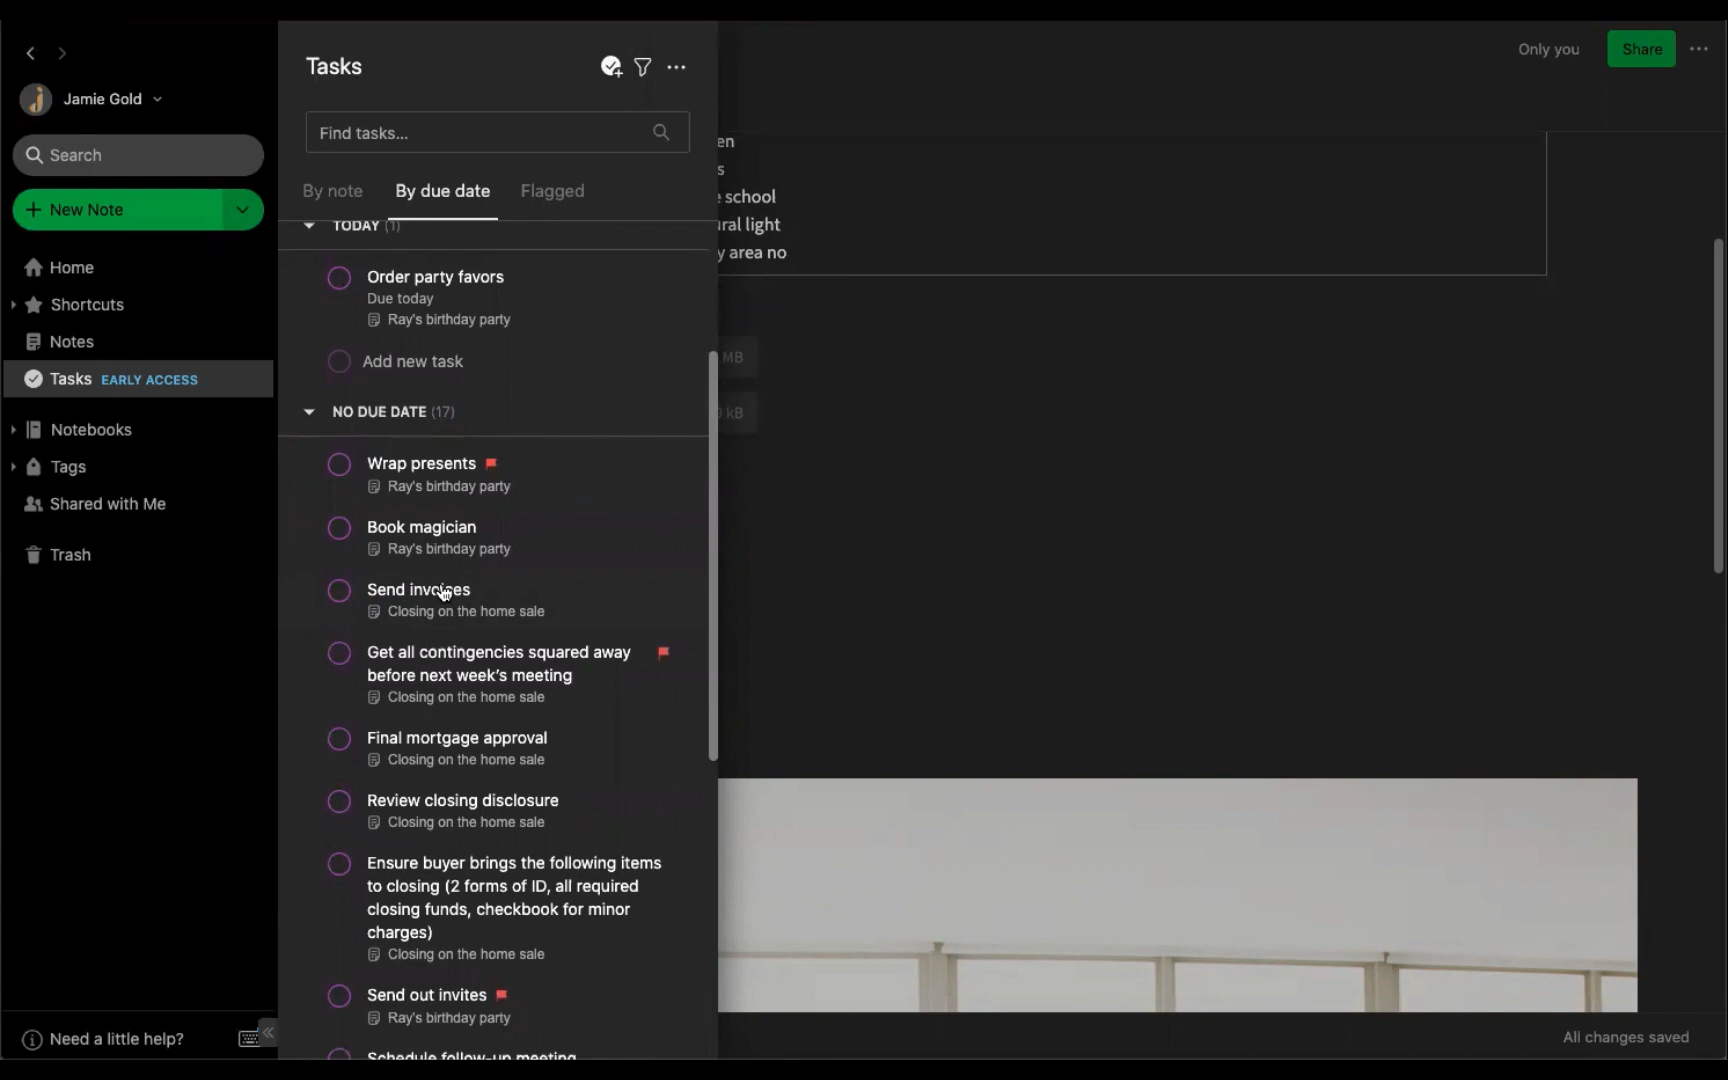 Jamie Gold
Search
New Note
Home
Shortcuts
Notes
Tasks EARLY ACCESS
Notebooks
Tags
Shared with Me
Trash
Need a little help?
Tasks
Find tasks...
By note By due date Flagged
TODAY (1)
Order party favors
Due today
Ray's birthday party
Add new task
NO DUE DATE (17)
Wrap presents
Ray's birthday party
Book magician
Ray's birthday party
Send invoices
Closing on the home sale
Get all contingencies squared away
before next week’s meeting
Closing on the home sale
Final mortgage approval
Closing on the home sale
Review closing disclosure
Closing on the home sale
Ensure buyer brings the following items
to closing (2 forms of ID, all required
closing funds, checkbook for minor
charges)
Closing on the home sale
Send out invites
Ray's birthday party
Schedule follow-up meeting
Only you Share
school
light
area no
MB
kB
All changes saved